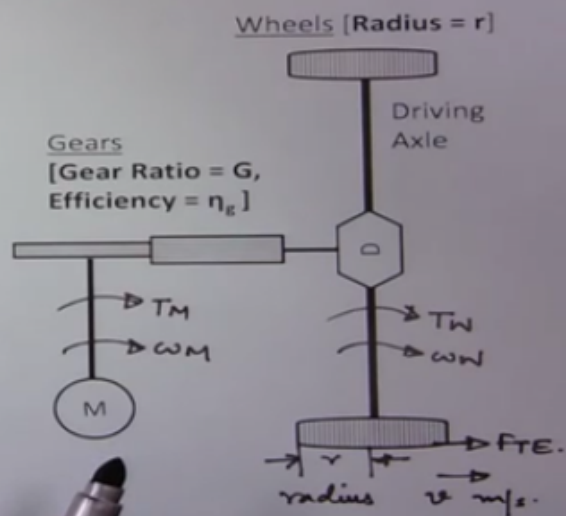 Wheels [Radius = r]
Driving
Axle
Gears
[Gear Ratio = G,
Efficiency = ηg]
D
TM
ωM
TW
ωW
M
FTE.
r
radius
v m/s.